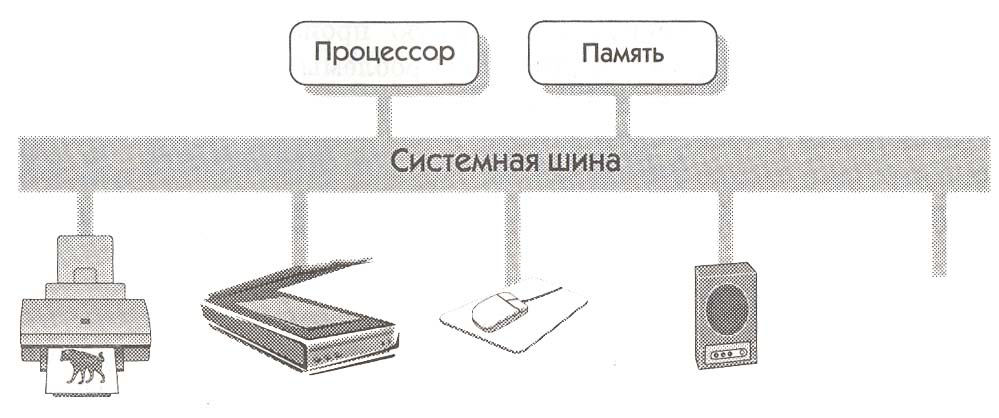 Процессор
Память
Системная шина